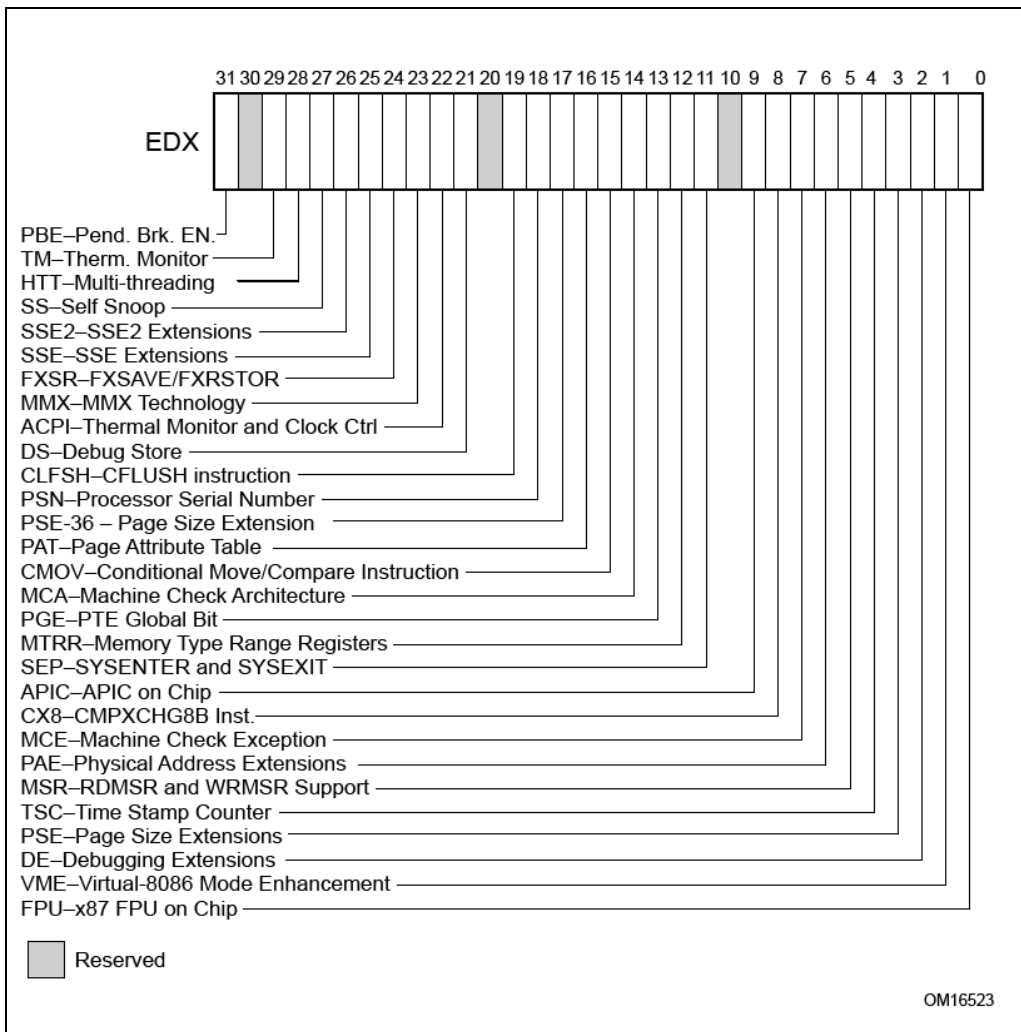 31 30 29 28 27 26 25 24 23 22 21 20 19 18 17 16 15 14 13 12 11 10 9 8 7 6 5 4 3 2 1 0
EDX
PBE–Pend. Brk. EN.
TM–Therm. Monitor
HTT–Multi-threading
SS–Self Snoop
SSE2–SSE2 Extensions
SSE–SSE Extensions
FXSR–FXSAVE/FXRSTOR
MMX–MMX Technology
ACPI–Thermal Monitor and Clock Ctrl
DS–Debug Store
CLFSH–CFLUSH instruction
PSN–Processor Serial Number
PSE-36 – Page Size Extension
PAT–Page Attribute Table
CMOV–Conditional Move/Compare Instruction
MCA–Machine Check Architecture
PGE–PTE Global Bit
MTRR–Memory Type Range Registers
SEP–SYSENTER and SYSEXIT
APIC–APIC on Chip
CX8–CMPXCHG8B Inst.
MCE–Machine Check Exception
PAE–Physical Address Extensions
MSR–RDMSR and WRMSR Support
TSC–Time Stamp Counter
PSE–Page Size Extensions
DE–Debugging Extensions
VME–Virtual-8086 Mode Enhancement
FPU–x87 FPU on Chip
Reserved
OM16523